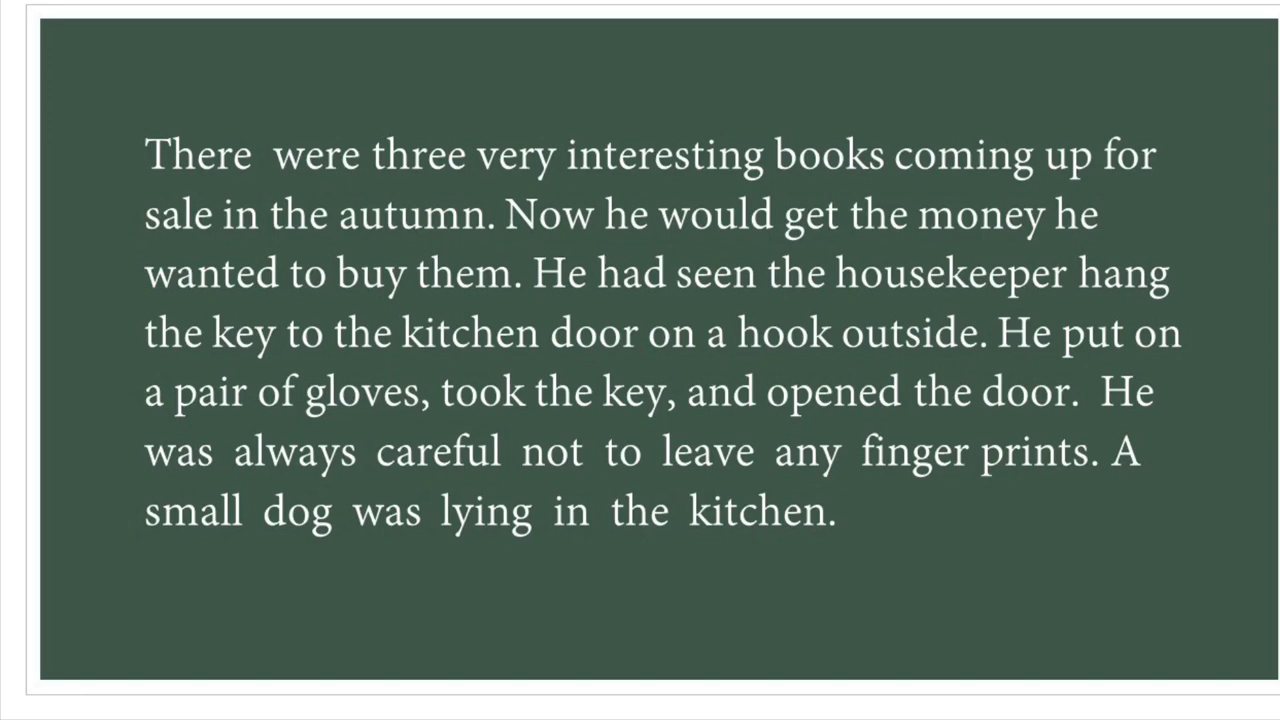 There were three very interesting books coming up for
sale in the autumn. Now he would get the money he
wanted to buy them. He had seen the housekeeper hang
the key to the kitchen door on a hook outside. He put on
a pair of gloves, took the key, and opened the door. He
was always careful not to leave any finger prints. A
small dog was lying in the kitchen.